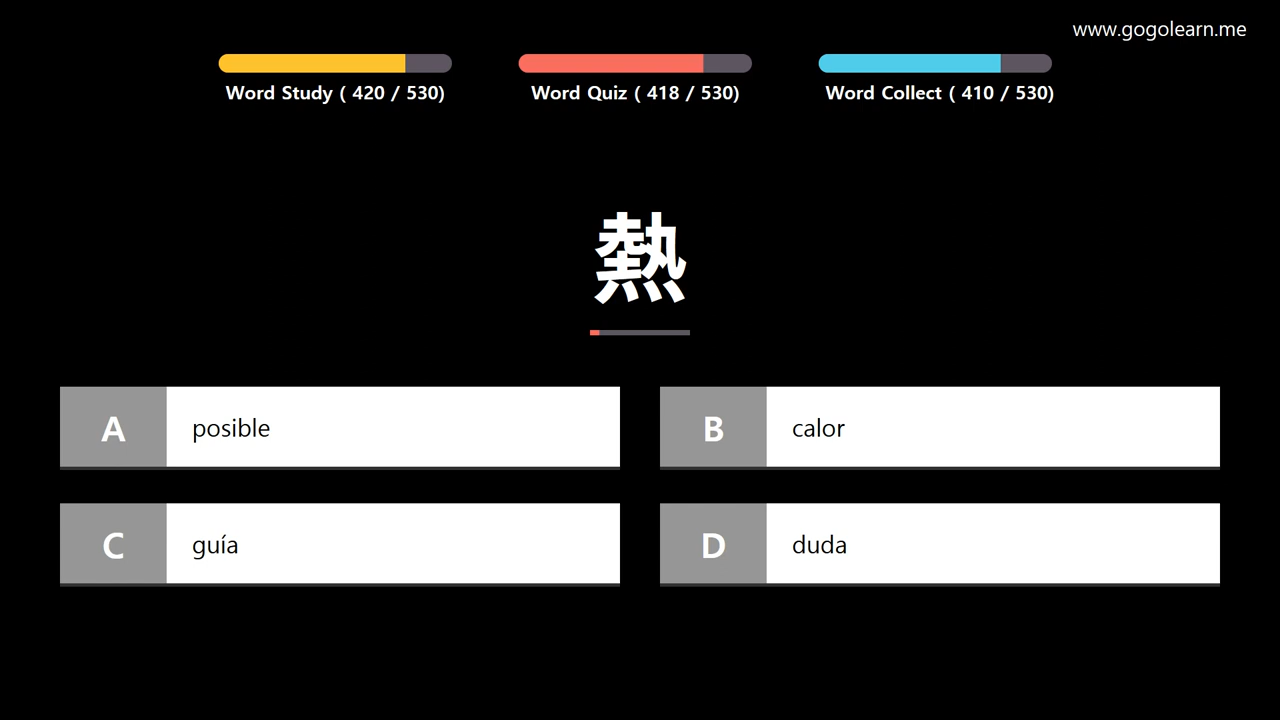 www.gogolearn.me
Word Study ( 420 / 530)
Word Quiz ( 418 / 530)
Word Collect ( 410 / 530)
熱
A posible
B calor
C guía
D duda